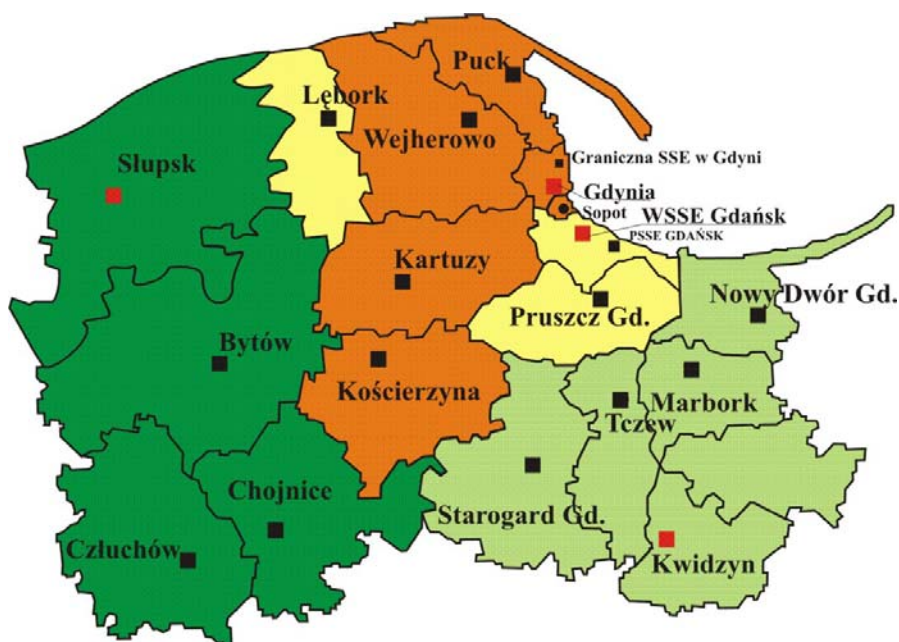 Puck
Lębork
Wejherowo
Słupsk
Graniczna SSE w Gdyni
Gdynia
Sopot
WSSE Gdańsk
PSSE GDAŃSK
Kartuzy
Nowy Dwór Gd.
Pruszcz Gd.
Bytów
Kościerzyna
Marbork
Tczew
Chojnice
Starogard Gd.
Człuchów
Kwidzyn